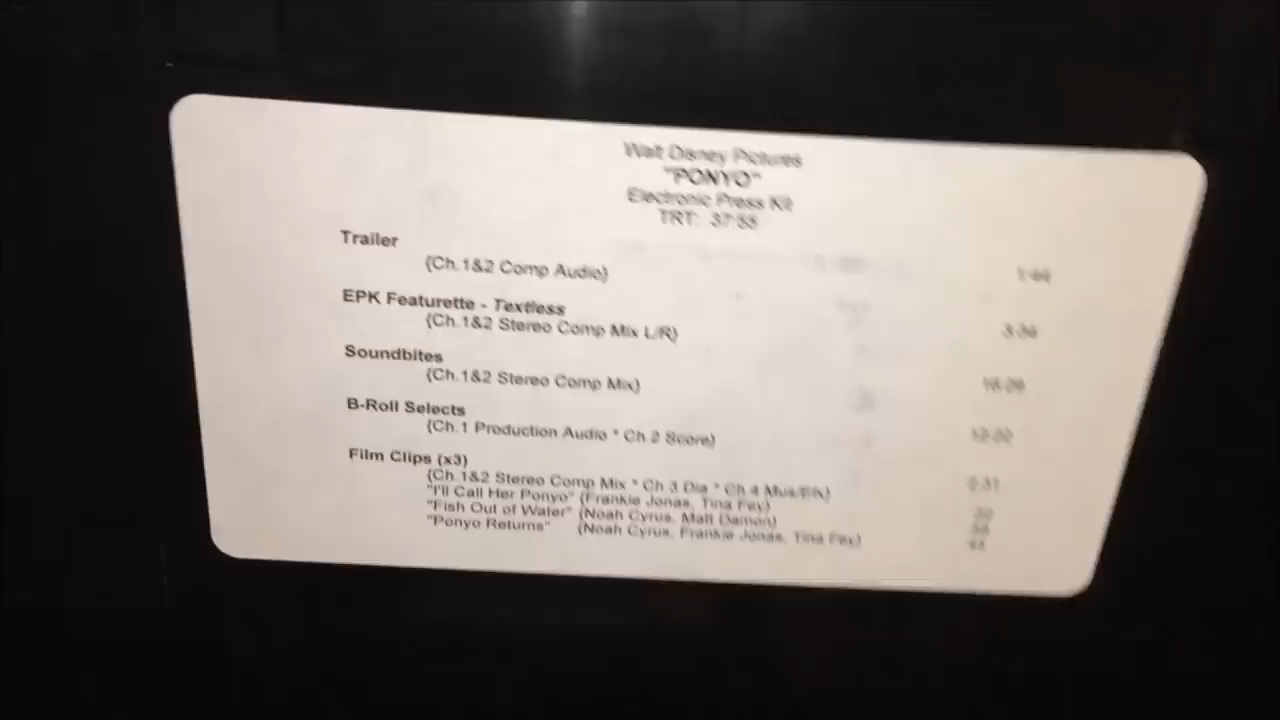 Walt Disney Pictures
"PONYO"
Electronic Press Kit
TRT:
Trailer
{Ch.1&2 Comp Audio}
EPK Featurette - Textless
{Ch.1&2 Stereo Comp Mix L/R}
Soundbites
{Ch.1&2 Stereo Comp Mix}
B-Roll Selects
{Ch.1 Production Audio * Ch 2 Score}
Film Clips (x3)
{Ch.1&2 Stereo Comp Mix * Ch 3 Dia * Ch 4 Mus/Efx}
"I'll Call Her Ponyo" (Frankie Jonas, Tina Fey)
"Fish Out of Water" (Noah Cyrus, Matt Damon)
"Ponyo Returns" (Noah Cyrus, Frankie Jonas, Tina Fey)